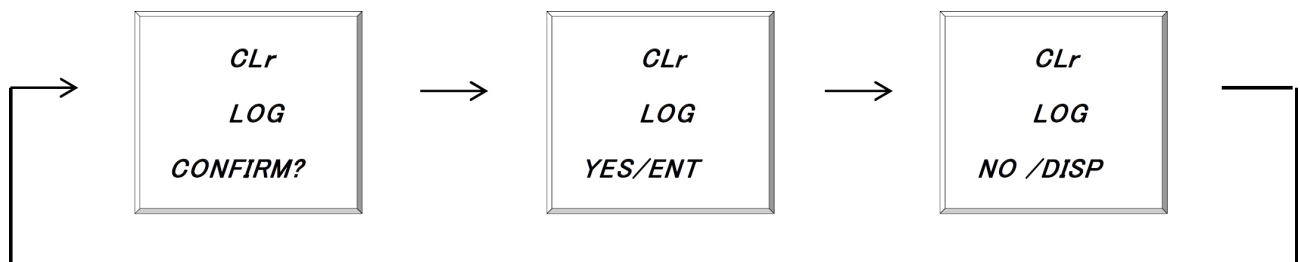 CLr
LOG
CONFIRM?
CLr
LOG
YES/ENT
CLr
LOG
NO /DISP